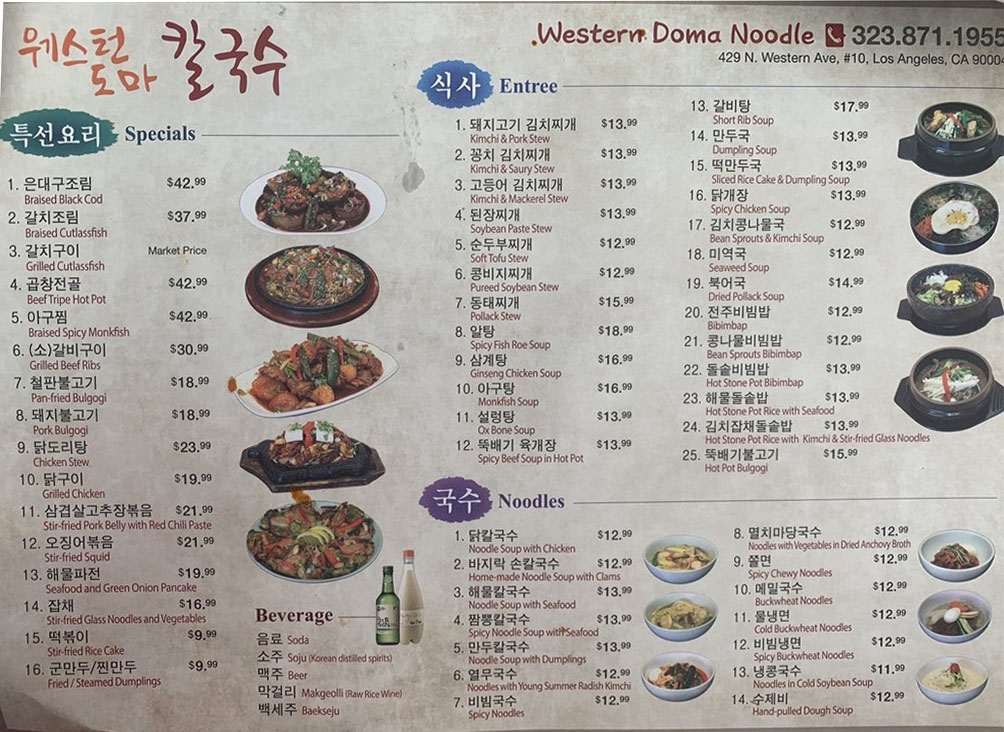 웨스턴
도마 칼국수
Western Doma Noodle 323.871.1955
429 N. Western Ave, #10, Los Angeles, CA 90004
특선요리 Specials
1. 은대구조림 $42.99
Braised Black Cod
2. 갈치조림 $37.99
Braised Cutlassfish
3. 갈치구이 Market Price
Grilled Cutlassfish
4. 곱창전골 $42.99
Beef Tripe Hot Pot
5. 아구찜 $42.99
Braised Spicy Monkfish
6. (소)갈비구이 $30.99
Grilled Beef Ribs
7. 철판불고기 $18.99
Pan-fried Bulgogi
8. 돼지불고기 $18.99
Pork Bulgogi
9. 닭도리탕 $23.99
Chicken Stew
10. 닭구이 $19.99
Grilled Chicken
11. 삼겹살고추장볶음 $21.99
Stir-fried Pork Belly with Red Chili Paste
12. 오징어볶음 $21.99
Stir-fried Squid
13. 해물파전 $19.99
Seafood and Green Onion Pancake
14. 잡채 $16.99
Stir-fried Glass Noodles and Vegetables
15. 떡볶이 $9.99
Stir-fried Rice Cake
16. 군만두/찐만두 $9.99
Fried / Steamed Dumplings
Beverage
음료 Soda
소주 Soju (Korean distilled spirits)
맥주 Beer
막걸리 Makgeolli (Raw Rice Wine)
백세주 Baekseju
식사 Entree
1. 돼지고기 김치찌개 $13.99
Kimchi & Pork Stew
2. 꽁치 김치찌개 $13.99
Kimchi & Saury Stew
3. 고등어 김치찌개 $13.99
Kimchi & Mackerel Stew
4. 된장찌개 $13.99
Soybean Paste Stew
5. 순두부찌개 $12.99
Soft Tofu Stew
6. 콩비지찌개 $12.99
Pureed Soybean Stew
7. 동태찌개 $15.99
Pollack Stew
8. 알탕 $18.99
Spicy Fish Roe Soup
9. 삼계탕 $16.99
Ginseng Chicken Soup
10. 아구탕 $16.99
Monkfish Soup
11. 설렁탕 $13.99
Ox Bone Soup
12. 뚝배기 육개장 $13.99
Spicy Beef Soup in Hot Pot
13. 갈비탕 $17.99
Short Rib Soup
14. 만두국 $13.99
Dumpling Soup
15. 떡만두국 $13.99
Sliced Rice Cake & Dumpling Soup
16. 닭개장 $13.99
Spicy Chicken Soup
17. 김치콩나물국 $12.99
Bean Sprouts & Kimchi Soup
18. 미역국 $12.99
Seaweed Soup
19. 북어국 $14.99
Dried Pollack Soup
20. 전주비빔밥 $12.99
Bibimbap
21. 콩나물비빔밥 $12.99
Bean Sprouts Bibimbap
22. 돌솥비빔밥 $13.99
Hot Stone Pot Bibimbap
23. 해물돌솥밥 $13.99
Hot Stone Pot Rice with Seafood
24. 김치잡채돌솥밥 $13.99
Hot Stone Pot Rice with Kimchi & Stir-fried Glass Noodles
25. 뚝배기불고기 $15.99
Hot Pot Bulgogi
국수 Noodles
1. 닭칼국수 $12.99
Noodle Soup with Chicken
2. 바지락 손칼국수 $12.99
Home-made Noodle Soup with Clams
3. 해물칼국수 $13.99
Noodle Soup with Seafood
4. 짬뽕칼국수 $13.99
Spicy Noodle Soup with Seafood
5. 만두칼국수 $13.99
Noodle Soup with Dumplings
6. 열무국수 $12.99
Noodles with Young Summer Radish Kimchi
7. 비빔국수 $12.99
Spicy Noodles
8. 멸치마당국수 $12.99
Noodles with Vegetables in Dried Anchovy Broth
9. 쫄면 $12.99
Spicy Chewy Noodles
10. 메밀국수 $12.99
Buckwheat Noodles
11. 물냉면 $12.99
Cold Buckwheat Noodles
12. 비빔냉면 $12.99
Spicy Buckwheat Noodles
13. 냉콩국수 $11.99
Noodles in Cold Soybean Soup
14. 수제비 $12.99
Hand-pulled Dough Soup